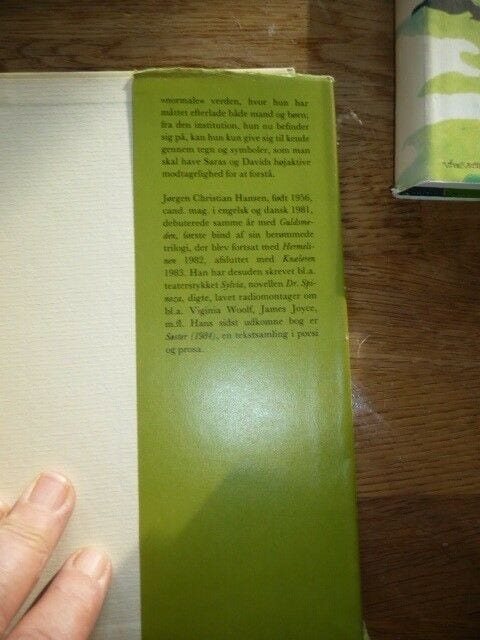 »normale« verden, hvor hun har
måttet efterlade både mand og børn;
fra den institution, hun nu befinder
sig på, kan hun kun give sig til kende
gennem tegn og symboler, som man
skal have Saras og Davids højaktive
modtagelighed for at forstå.
Jørgen Christian Hansen, født 1956,
cand. mag. i engelsk og dansk 1981,
debuterede samme år med Guldsme-
den, første bind af sin berømmede
trilogi, der blev fortsat med Hermeli-
nen 1982, afsluttet med Knæleren
1983. Han har desuden skrevet bl.a.
teaterstykket Sylvia, novellen Dr. Spi-
noza, digte, lavet radiomontager om
bl.a. Viginia Woolf, James Joyce,
m.fl. Hans sidst udkomne bog er
Søster (1984), en tekstsamling i poesi
og prosa.